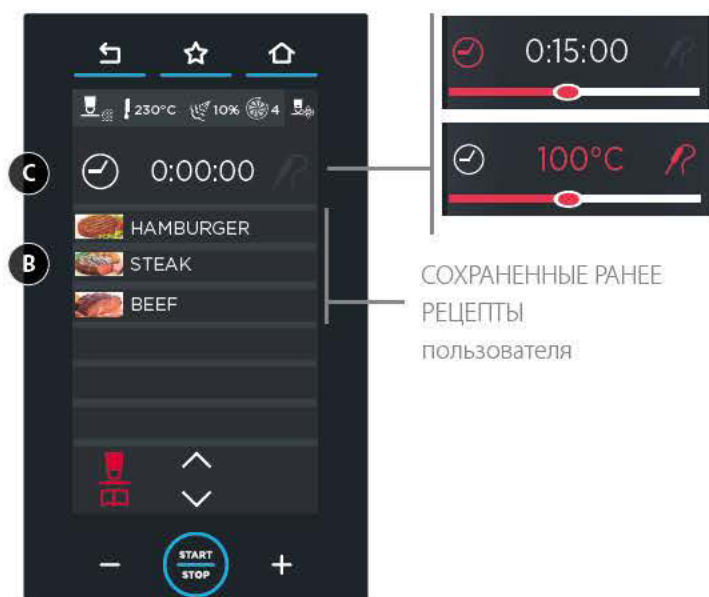 230°C 10% 4
C
0:00:00
HAMBURGER
B
STEAK
BEEF
START
STOP
0:15:00
100°C
СОХРАНЕННЫЕ РАНЕЕ
РЕЦЕПТЫ
пользователя